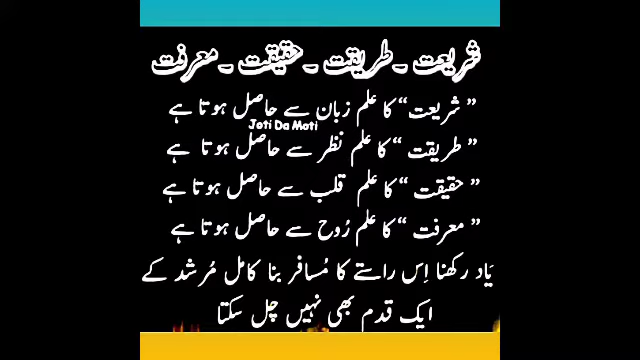 شریعت ۔ طریقت ۔ حقیقت ۔ معرفت
” شریعت “ کا علم زبان سے حاصل ہوتا ہے
Joti Da Moti
” طریقت “ کا علم نظر سے حاصل ہوتا ہے
” حقیقت “ کا علم قلب سے حاصل ہوتا ہے
” معرفت “ کا علم رُوح سے حاصل ہوتا ہے
یَاد رکھنا اِس راستے کا مُسافر بنا کامل مُرشد کے
ایک قدم بھی نہیں چل سکتا